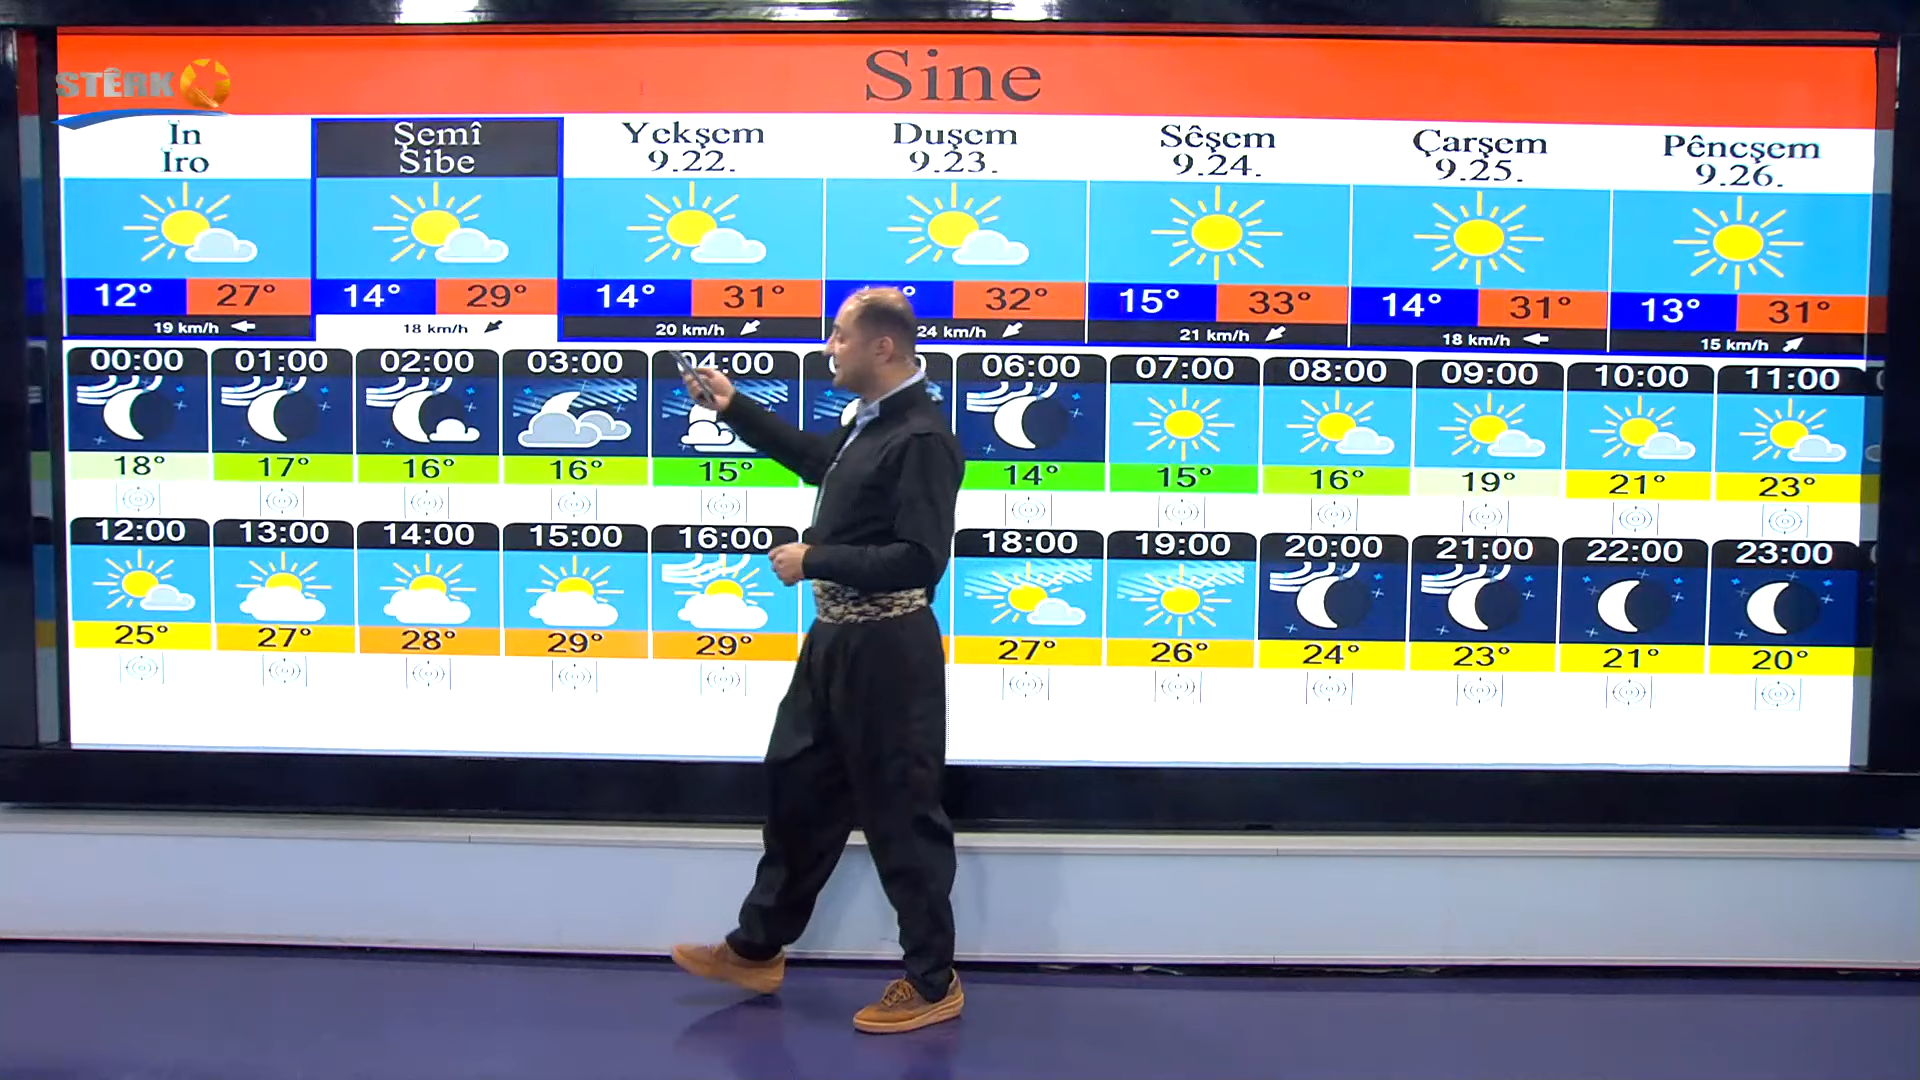 Sine
STÊRK
În
Îro
Şemî
Sibe
Yekşem
9.22.
Duşem
9.23.
Sêşem
9.24.
Çarşem
9.25.
Pêncşem
9.26.
12° 27° 14° 29° 14° 31° 32° 15° 33° 14° 31° 13° 31°
19 km/h 18 km/h 20 km/h 24 km/h 21 km/h 18 km/h 15 km/h
00:00 01:00 02:00 03:00 04:00 06:00 07:00 08:00 09:00 10:00 11:00
18° 17° 16° 16° 15° 14° 15° 16° 19° 21° 23°
12:00 13:00 14:00 15:00 16:00 18:00 19:00 20:00 21:00 22:00 23:00
25° 27° 28° 29° 29° 27° 26° 24° 23° 21° 20°